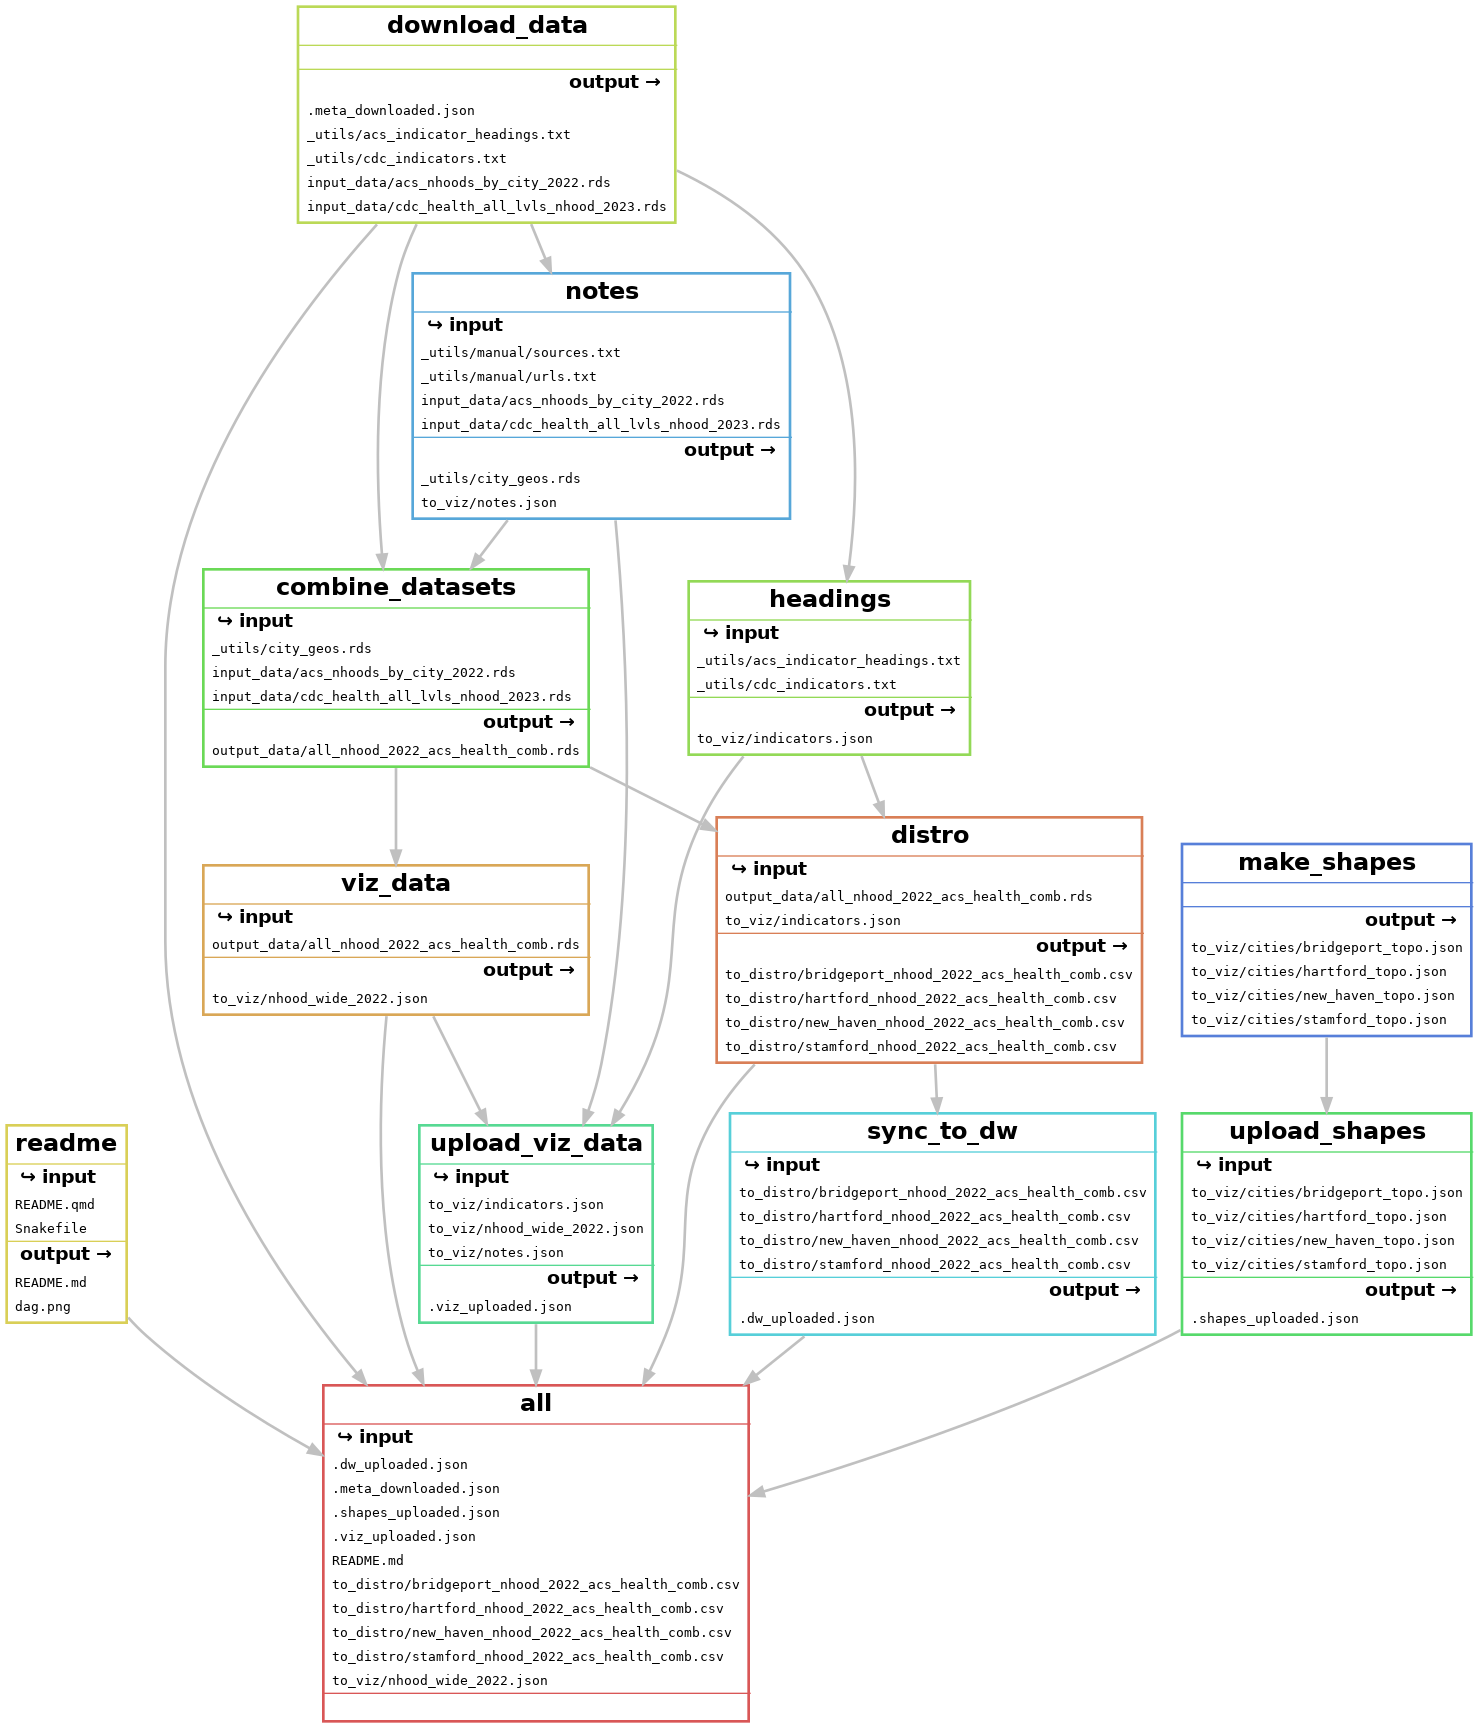 download_data
output →
.meta_downloaded.json
_utils/acs_indicator_headings.txt
_utils/cdc_indicators.txt
input_data/acs_nhoods_by_city_2022.rds
input_data/cdc_health_all_lvls_nhood_2023.rds
notes
↪ input
_utils/manual/sources.txt
_utils/manual/urls.txt
input_data/acs_nhoods_by_city_2022.rds
input_data/cdc_health_all_lvls_nhood_2023.rds
output →
_utils/city_geos.rds
to_viz/notes.json
combine_datasets
↪ input
_utils/city_geos.rds
input_data/acs_nhoods_by_city_2022.rds
input_data/cdc_health_all_lvls_nhood_2023.rds
output →
output_data/all_nhood_2022_acs_health_comb.rds
headings
↪ input
_utils/acs_indicator_headings.txt
_utils/cdc_indicators.txt
output →
to_viz/indicators.json
viz_data
↪ input
output_data/all_nhood_2022_acs_health_comb.rds
output →
to_viz/nhood_wide_2022.json
distro
↪ input
output_data/all_nhood_2022_acs_health_comb.rds
to_viz/indicators.json
output →
to_distro/bridgeport_nhood_2022_acs_health_comb.csv
to_distro/hartford_nhood_2022_acs_health_comb.csv
to_distro/new_haven_nhood_2022_acs_health_comb.csv
to_distro/stamford_nhood_2022_acs_health_comb.csv
make_shapes
output →
to_viz/cities/bridgeport_topo.json
to_viz/cities/hartford_topo.json
to_viz/cities/new_haven_topo.json
to_viz/cities/stamford_topo.json
readme
↪ input
README.qmd
Snakefile
output →
README.md
dag.png
upload_viz_data
↪ input
to_viz/indicators.json
to_viz/nhood_wide_2022.json
to_viz/notes.json
output →
.viz_uploaded.json
sync_to_dw
↪ input
to_distro/bridgeport_nhood_2022_acs_health_comb.csv
to_distro/hartford_nhood_2022_acs_health_comb.csv
to_distro/new_haven_nhood_2022_acs_health_comb.csv
to_distro/stamford_nhood_2022_acs_health_comb.csv
output →
.dw_uploaded.json
upload_shapes
↪ input
to_viz/cities/bridgeport_topo.json
to_viz/cities/hartford_topo.json
to_viz/cities/new_haven_topo.json
to_viz/cities/stamford_topo.json
output →
.shapes_uploaded.json
all
↪ input
.dw_uploaded.json
.meta_downloaded.json
.shapes_uploaded.json
.viz_uploaded.json
README.md
to_distro/bridgeport_nhood_2022_acs_health_comb.csv
to_distro/hartford_nhood_2022_acs_health_comb.csv
to_distro/new_haven_nhood_2022_acs_health_comb.csv
to_distro/stamford_nhood_2022_acs_health_comb.csv
to_viz/nhood_wide_2022.json